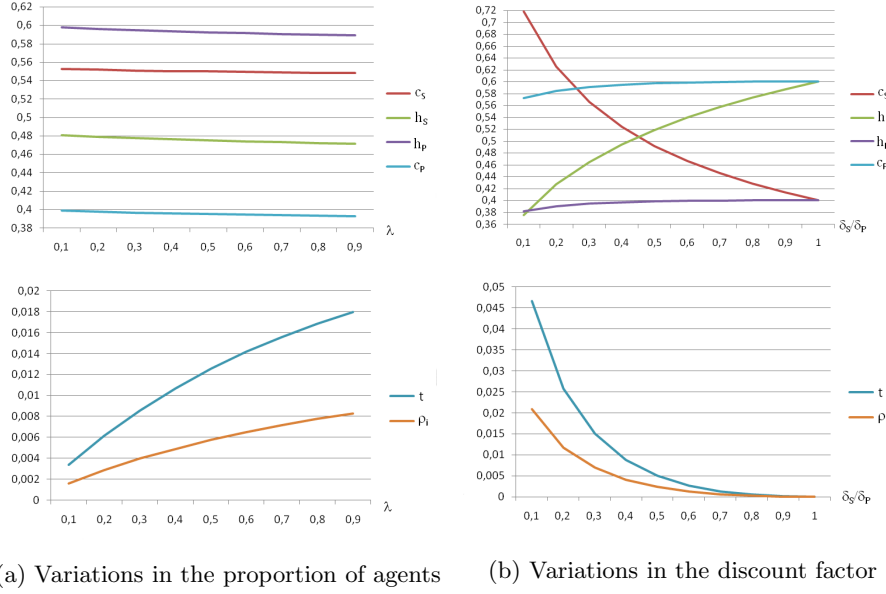 0,62
0,6
0,58
0,56
0,54
0,52
0,5
0,48
0,46
0,44
0,42
0,4
0,38
0,1 0,2 0,3 0,4 0,5 0,6 0,7 0,8 0,9
λ
c_S
h_S
h_P
c_P
0,72
0,7
0,68
0,66
0,64
0,62
0,6
0,58
0,56
0,54
0,52
0,5
0,48
0,46
0,44
0,42
0,4
0,38
0,36
0,1 0,2 0,3 0,4 0,5 0,6 0,7 0,8 0,9 1
δ_S/δ_P
c_S
h
h_P
c_P
0,02
0,018
0,016
0,014
0,012
0,01
0,008
0,006
0,004
0,002
0
0,1 0,2 0,3 0,4 0,5 0,6 0,7 0,8 0,9
λ
t
ρ_i
0,05
0,045
0,04
0,035
0,03
0,025
0,02
0,015
0,01
0,005
0
0,1 0,2 0,3 0,4 0,5 0,6 0,7 0,8 0,9 1
δ_S/δ_P
t
ρ
(a) Variations in the proportion of agents
(b) Variations in the discount factor